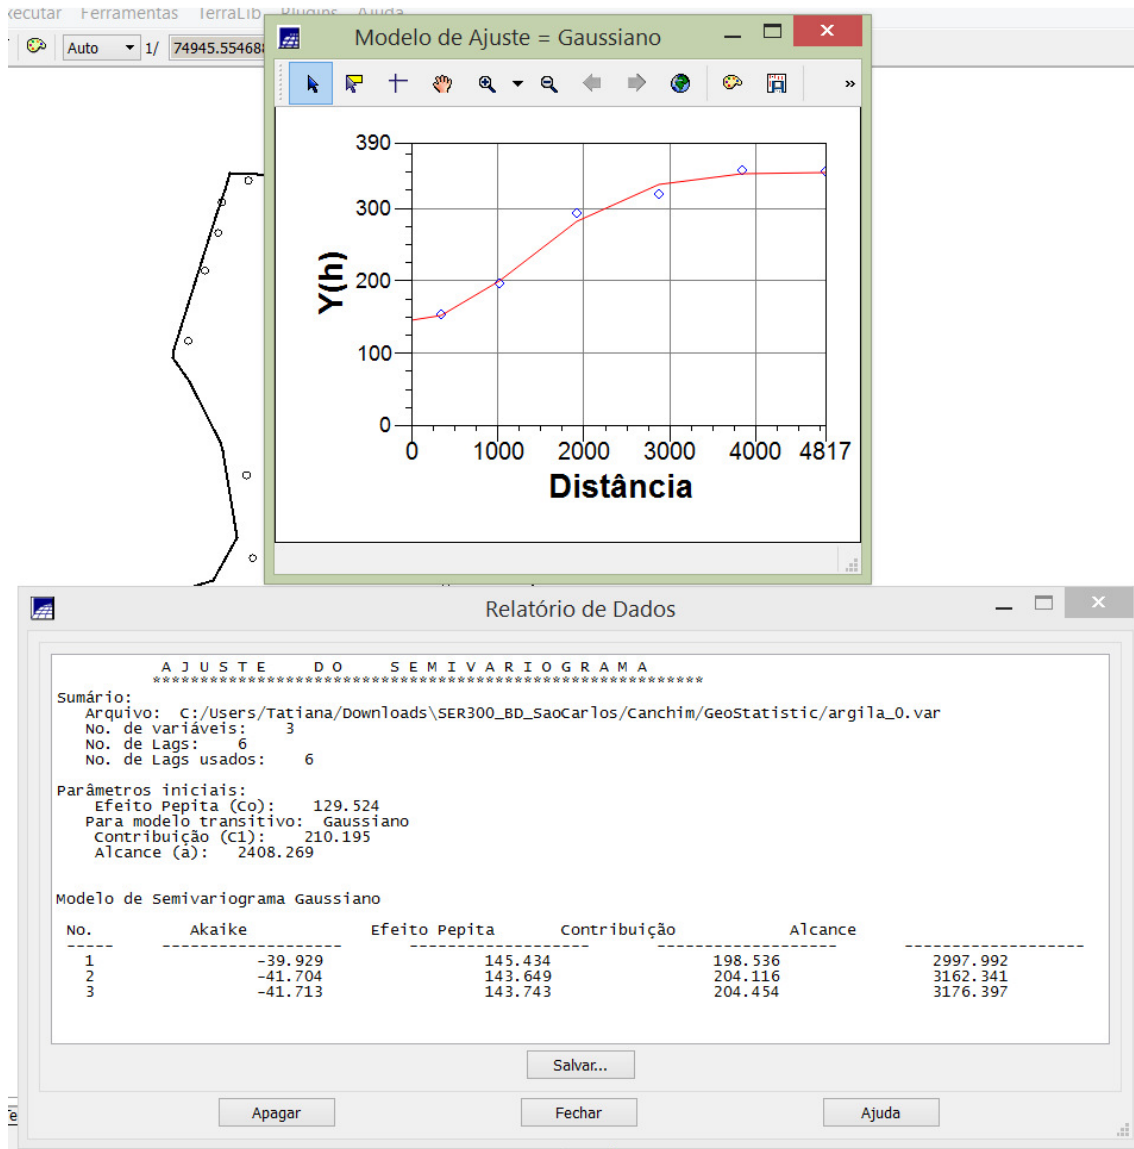 xecutar Ferramentas TerraLib Plugins Ajuda
Auto 1/ 74945.554688
Modelo de Ajuste = Gaussiano
»
390
300
200
100
0
Y(h)
0 1000 2000 3000 4000 4817
Distância
Relatório de Dados
A J U S T E D O S E M I V A R I O G R A M A
**********************************************************
Sumário:
Arquivo: C:/Users/Tatiana/Downloads\SER300_BD_SaoCarlos/Canchim/GeoStatistic/argila_0.var
No. de variáveis: 3
No. de Lags: 6
No. de Lags usados: 6
Parâmetros iniciais:
Efeito Pepita (Co): 129.524
Para modelo transitivo: Gaussiano
Contribuição (C1): 210.195
Alcance (a): 2408.269
Modelo de Semivariograma Gaussiano
No. Akaike Efeito Pepita Contribuição Alcance
----- ------------------- ------------------- ------------------- -------------------
1 -39.929 145.434 198.536 2997.992
2 -41.704 143.649 204.116 3162.341
3 -41.713 143.743 204.454 3176.397
Salvar...
Apagar Fechar Ajuda